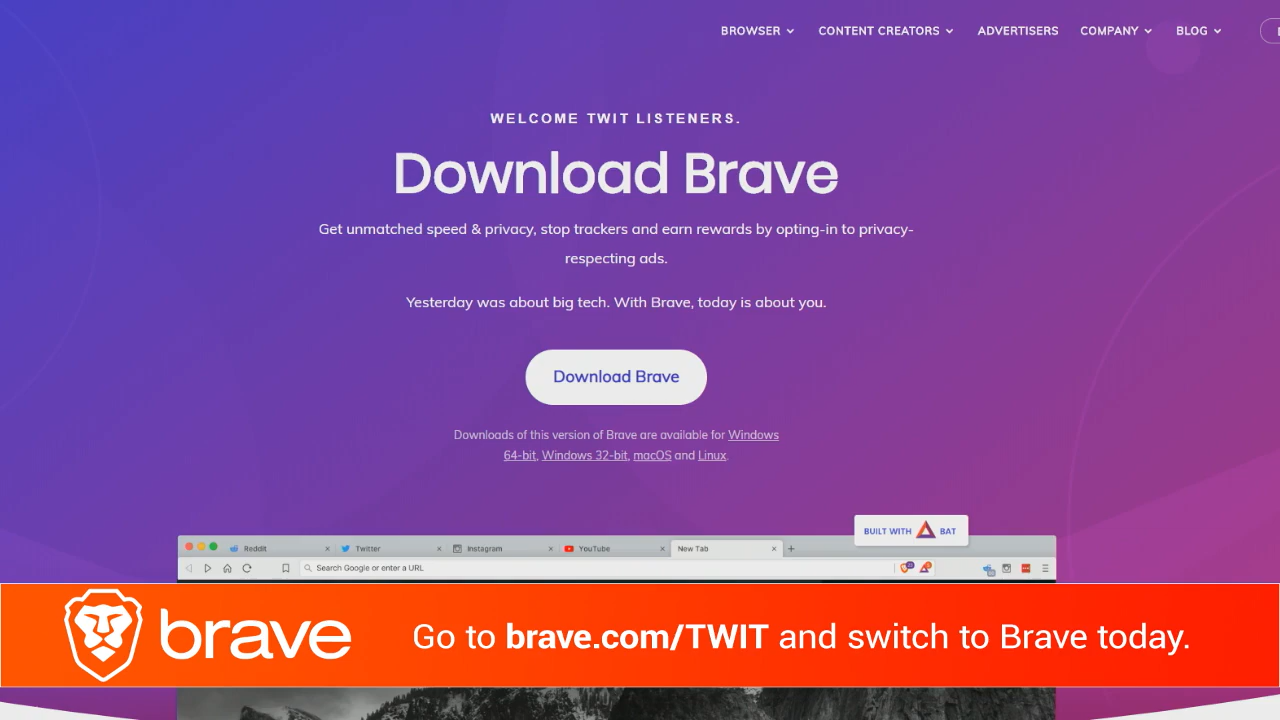 BROWSER CONTENT CREATORS ADVERTISERS COMPANY BLOG
WELCOME TWIT LISTENERS.
Download Brave
Get unmatched speed & privacy, stop trackers and earn rewards by opting-in to privacy-
respecting ads.
Yesterday was about big tech. With Brave, today is about you.
Download Brave
Downloads of this version of Brave are available for Windows
64-bit, Windows 32-bit, macOS and Linux.
BUILT WITH BAT
Reddit Twitter Instagram YouTube New Tab
Search Google or enter a URL
brave Go to brave.com/TWIT and switch to Brave today.